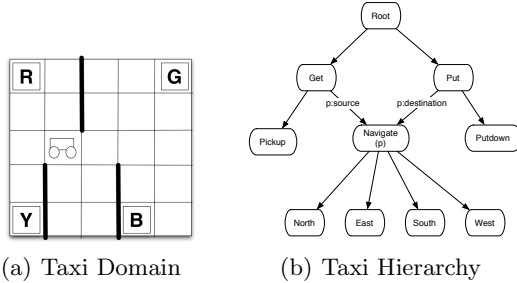 R
G
Y
B
(a) Taxi Domain
Root
Get
Put
p:source
p:destination
Pickup
Navigate
(p)
Putdown
North
East
South
West
(b) Taxi Hierarchy